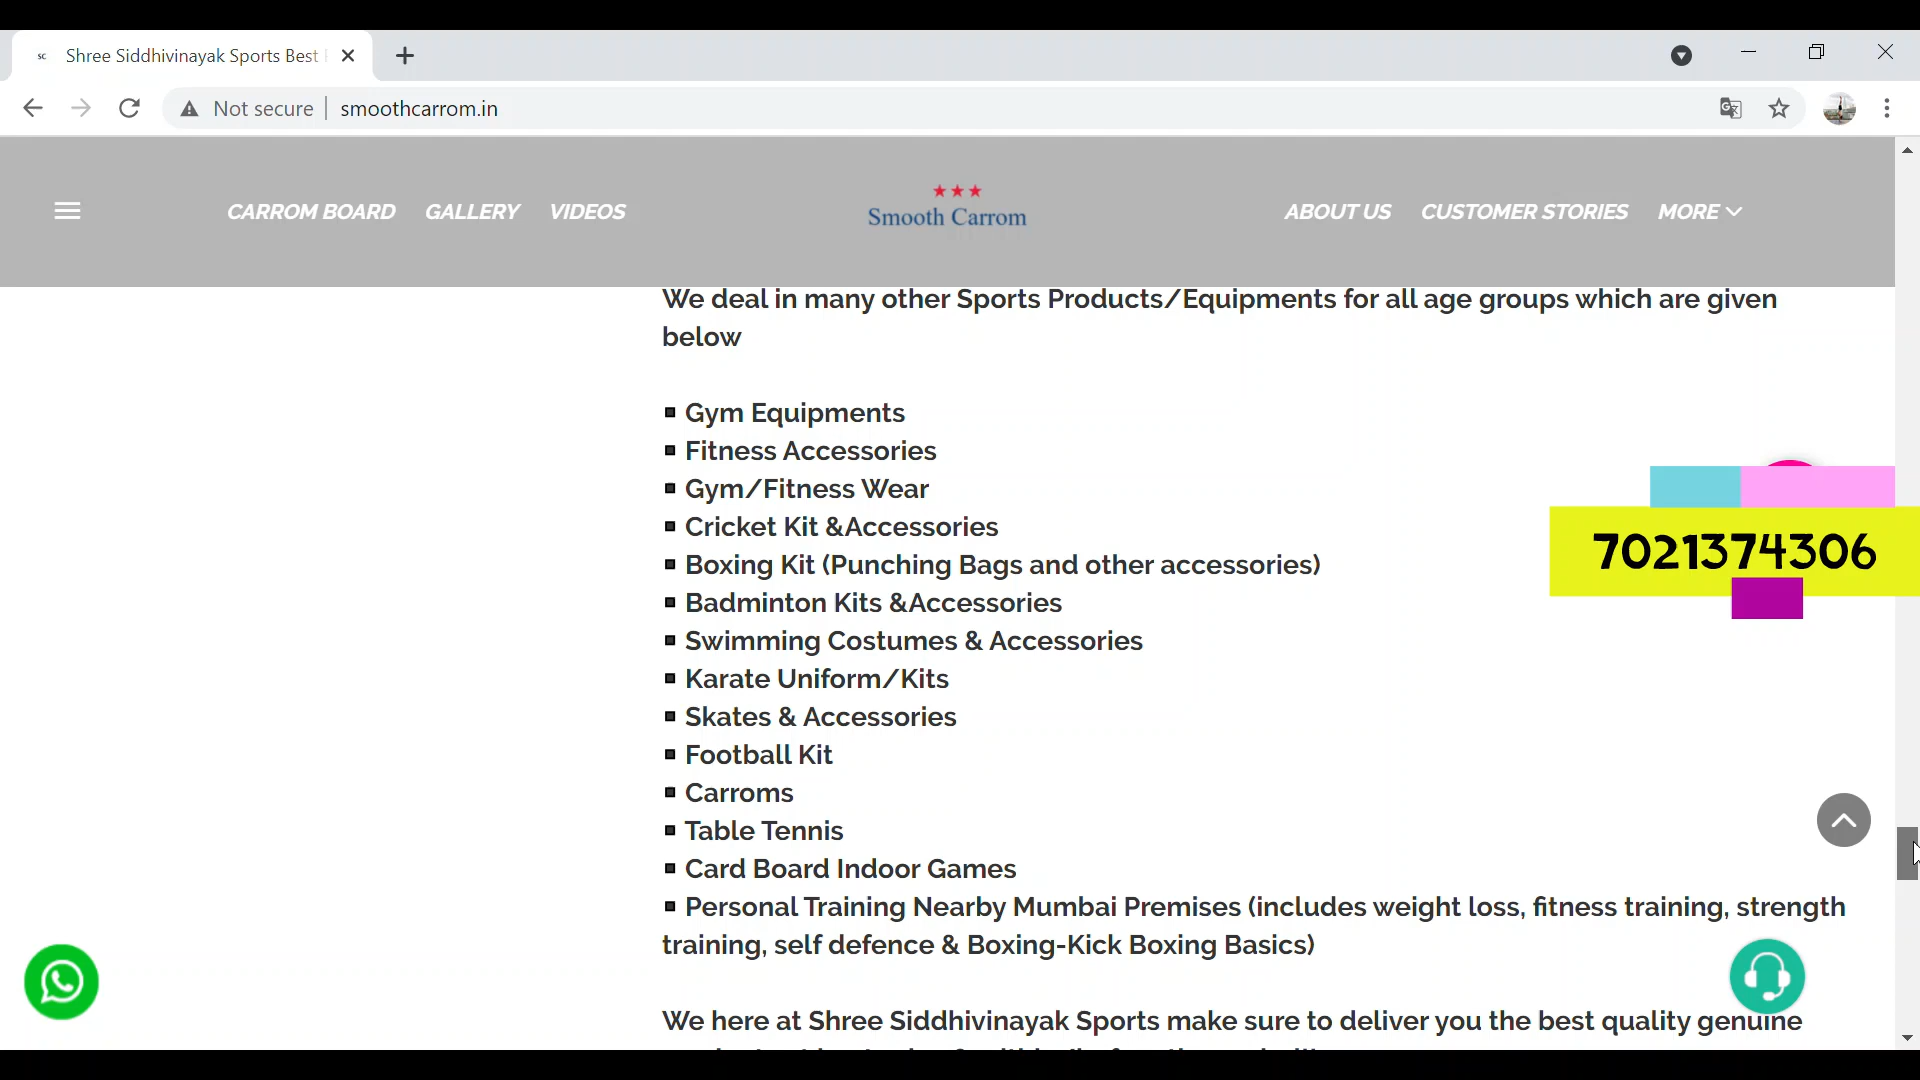 SC Shree Siddhivinayak Sports Best
Not secure | smoothcarrom.in
CARROM BOARD GALLERY VIDEOS
Smooth Carrom
ABOUT US CUSTOMER STORIES MORE
We deal in many other Sports Products/Equipments for all age groups which are given
below
▪ Gym Equipments
▪ Fitness Accessories
▪ Gym/Fitness Wear
▪ Cricket Kit &Accessories
▪ Boxing Kit (Punching Bags and other accessories)
7021374306
▪ Badminton Kits &Accessories
▪ Swimming Costumes & Accessories
▪ Karate Uniform/Kits
▪ Skates & Accessories
▪ Football Kit
▪ Carroms
▪ Table Tennis
▪ Card Board Indoor Games
▪ Personal Training Nearby Mumbai Premises (includes weight loss, fitness training, strength
training, self defence & Boxing-Kick Boxing Basics)
We here at Shree Siddhivinayak Sports make sure to deliver you the best quality genuine